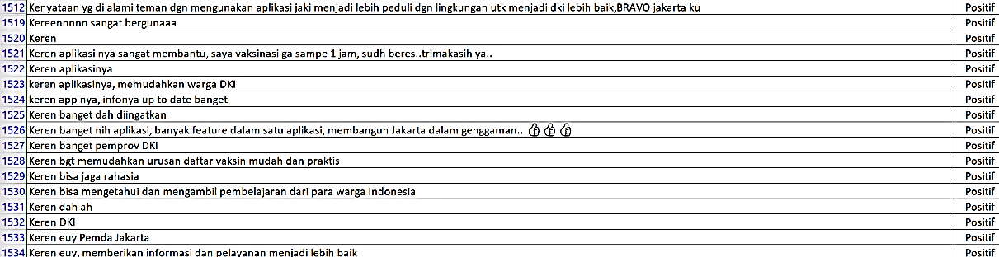 1512 Kenyataan yg di alami teman dgn mengunakan aplikasi jaki menjadi lebih peduli dgn lingkungan utk menjadi dki lebih baik,BRAVO jakarta ku Positif
1519 Kereennnnn sangat bergunaaa Positif
1520 Keren Positif
1521 Keren aplikasi nya sangat membantu, saya vaksinasi ga sampe 1 jam, sudh beres..trimakasih ya.. Positif
1522 Keren aplikasinya Positif
1523 keren aplikasinya, memudahkan warga DKI Positif
1524 keren app nya, infonya up to date banget Positif
1525 Keren banget dah diingatkan Positif
1526 Keren banget nih aplikasi, banyak feature dalam satu aplikasi, membangun Jakarta dalam genggaman.. 👍👍👍 Positif
1527 Keren banget pemprov DKI Positif
1528 Keren bgt memudahkan urusan daftar vaksin mudah dan praktis Positif
1529 Keren bisa jaga rahasia Positif
1530 Keren bisa mengetahui dan mengambil pembelajaran dari para warga Indonesia Positif
1531 Keren dah ah Positif
1532 Keren DKI Positif
1533 Keren euy Pemda Jakarta Positif
1534 Keren euy, memberikan informasi dan pelayanan menjadi lebih baik Positif